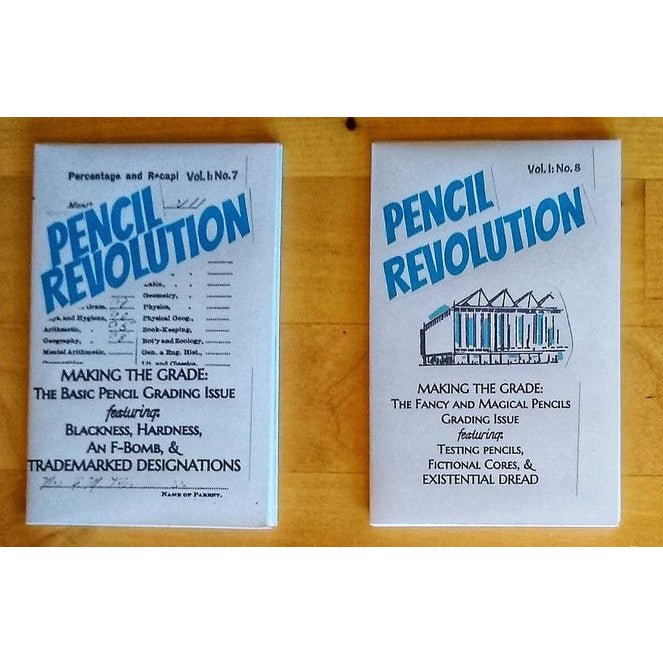 Percentage and Recapi Vol. I: No. 7
PENCIL
REVOLUTION
Geometry,
Physics,
Hygiene, Physical Geog.,
Arithmetic, Book-Keeping,
Geography, Bot'y and Ecology,
Mental Arithmetic, Gen. & Eng. Hist.,
MAKING THE GRADE:
THE BASIC PENCIL GRADING ISSUE
featuring:
BLACKNESS, HARDNESS,
AN F-BOMB, &
TRADEMARKED DESIGNATIONS
NAME OF PARENT.
Vol. I: No. 8
PENCIL
REVOLUTION
MAKING THE GRADE:
THE FANCY AND MAGICAL PENCILS
GRADING ISSUE
featuring:
TESTING PENCILS,
FICTIONAL CORES, &
EXISTENTIAL DREAD